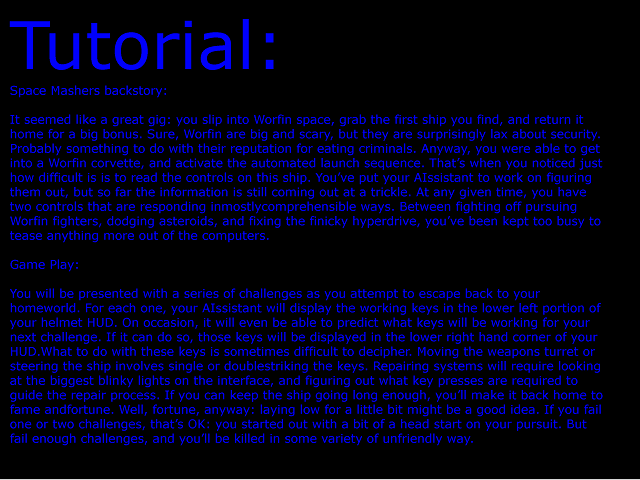 Tutorial:
Space Mashers backstory:
It seemed like a great gig: you slip into Worfin space, grab the first ship you find, and return it
home for a big bonus. Sure, Worfin are big and scary, but they are surprisingly lax about security.
Probably something to do with their reputation for eating criminals. Anyway, you were able to get
into a Worfin corvette, and activate the automated launch sequence. That's when you noticed just
how difficult is is to read the controls on this ship. You've put your AIssistant to work on figuring
them out, but so far the information is still coming out at a trickle. At any given time, you have
two controls that are responding inmostlycomprehensible ways. Between fighting off pursuing
Worfin fighters, dodging asteroids, and fixing the finicky hyperdrive, you've been kept too busy to
tease anything more out of the computers.
Game Play:
You will be presented with a series of challenges as you attempt to escape back to your
homeworld. For each one, your AIssistant will display the working keys in the lower left portion of
your helmet HUD. On occasion, it will even be able to predict what keys will be working for your
next challenge. If it can do so, those keys will be displayed in the lower right hand corner of your
HUD.What to do with these keys is sometimes difficult to decipher. Moving the weapons turret or
steering the ship involves single or doublestriking the keys. Repairing systems will require looking
at the biggest blinky lights on the interface, and figuring out what key presses are required to
guide the repair process. If you can keep the ship going long enough, you'll make it back home to
fame andfortune. Well, fortune, anyway: laying low for a little bit might be a good idea. If you fail
one or two challenges, that's OK: you started out with a bit of a head start on your pursuit. But
fail enough challenges, and you'll be killed in some variety of unfriendly way.